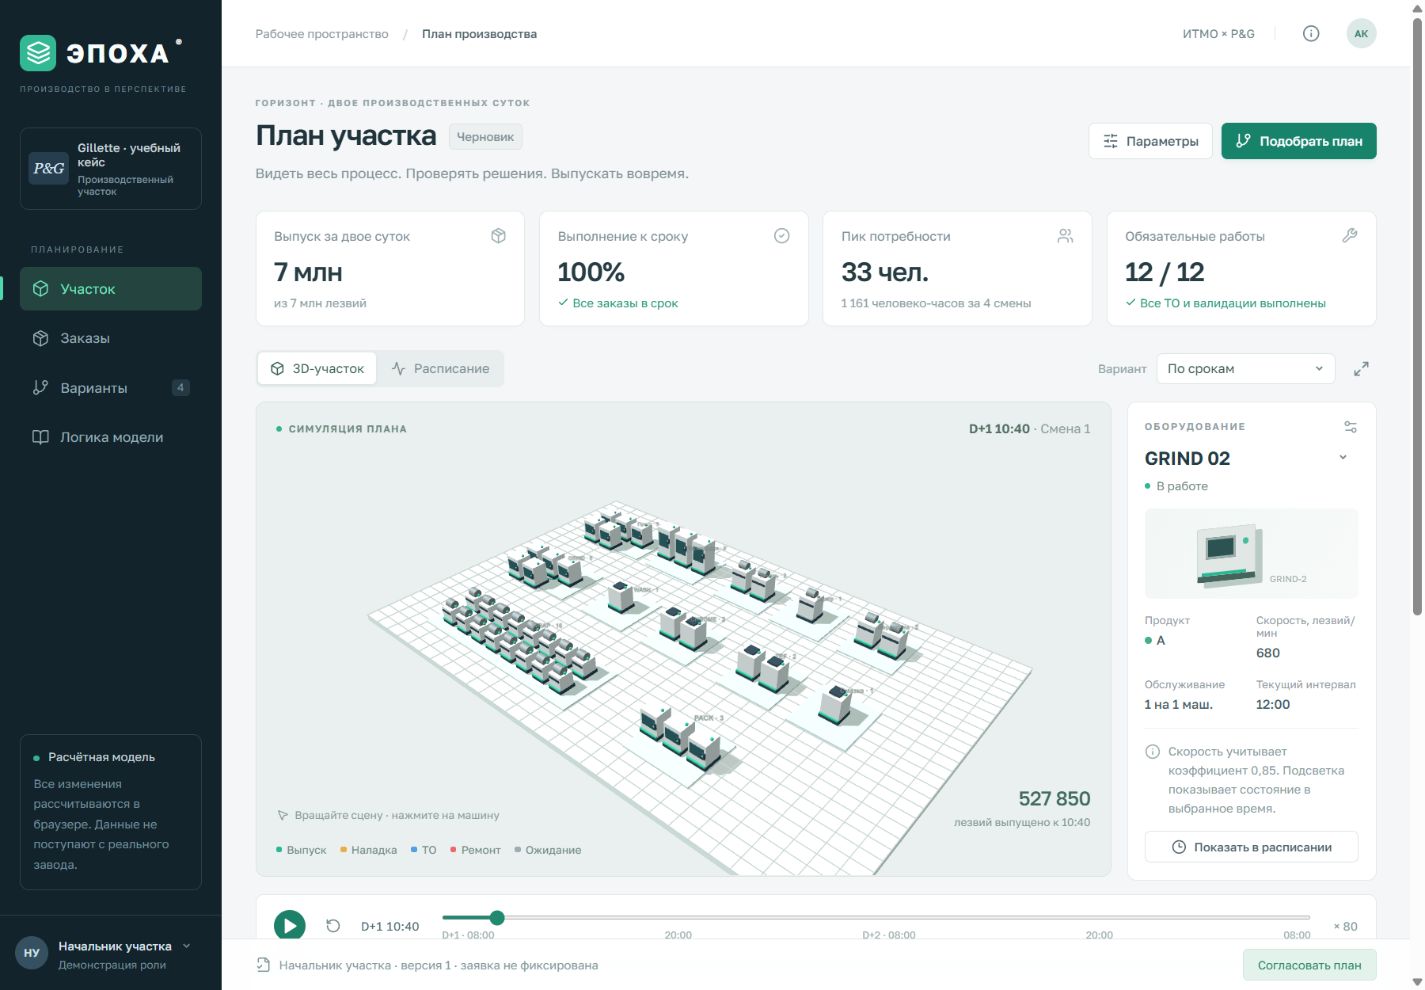 ЭПОХА
ПРОИЗВОДСТВО В ПЕРСПЕКТИВЕ
P&G
Gillette · учебный
кейс
Производственный
участок
ПЛАНИРОВАНИЕ
Участок
Заказы
Варианты 4
Логика модели
Расчётная модель
Все изменения
рассчитываются в
браузере. Данные не
поступают с реального
завода.
НУ
Начальник участка
Демонстрация роли
Рабочее пространство / План производства
ИТМО × P&G
АК
ГОРИЗОНТ · ДВОЕ ПРОИЗВОДСТВЕННЫХ СУТОК
План участка Черновик
Видеть весь процесс. Проверять решения. Выпускать вовремя.
Параметры
Подобрать план
Выпуск за двое суток
7 млн
из 7 млн лезвий
Выполнение к сроку
100%
Все заказы в срок
Пик потребности
33 чел.
1 161 человеко-часов за 4 смены
Обязательные работы
12 / 12
Все ТО и валидации выполнены
3D-участок
Расписание
Вариант По срокам
СИМУЛЯЦИЯ ПЛАНА
D+1 10:40 · Смена 1
WASH · 1
PACK · 3
Вращайте сцену · нажмите на машину
527 850
лезвий выпущено к 10:40
Выпуск Наладка ТО Ремонт Ожидание
ОБОРУДОВАНИЕ
GRIND 02
В работе
GRIND-2
Продукт
A
Скорость, лезвий/
мин
680
Обслуживание
1 на 1 маш.
Текущий интервал
12:00
Скорость учитывает
коэффициент 0,85. Подсветка
показывает состояние в
выбранное время.
Показать в расписании
D+1 10:40
D+1 · 08:00 20:00 D+2 · 08:00 20:00 08:00
× 80
Начальник участка · версия 1 · заявка не фиксирована
Согласовать план